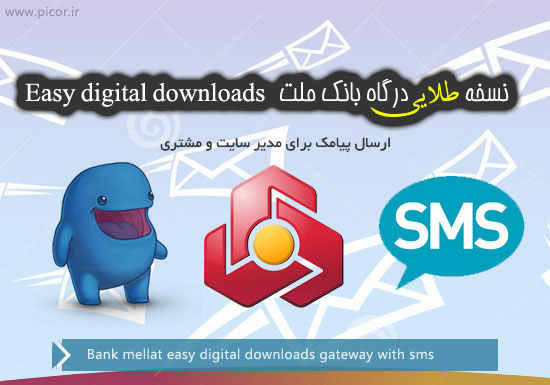 www.picor.ir
نسخه طلایی درگاه بانک ملت Easy digital downloads
ارسال پیامک برای مدیر سایت و مشتری
SMS
Bank mellat easy digital downloads gateway with sms